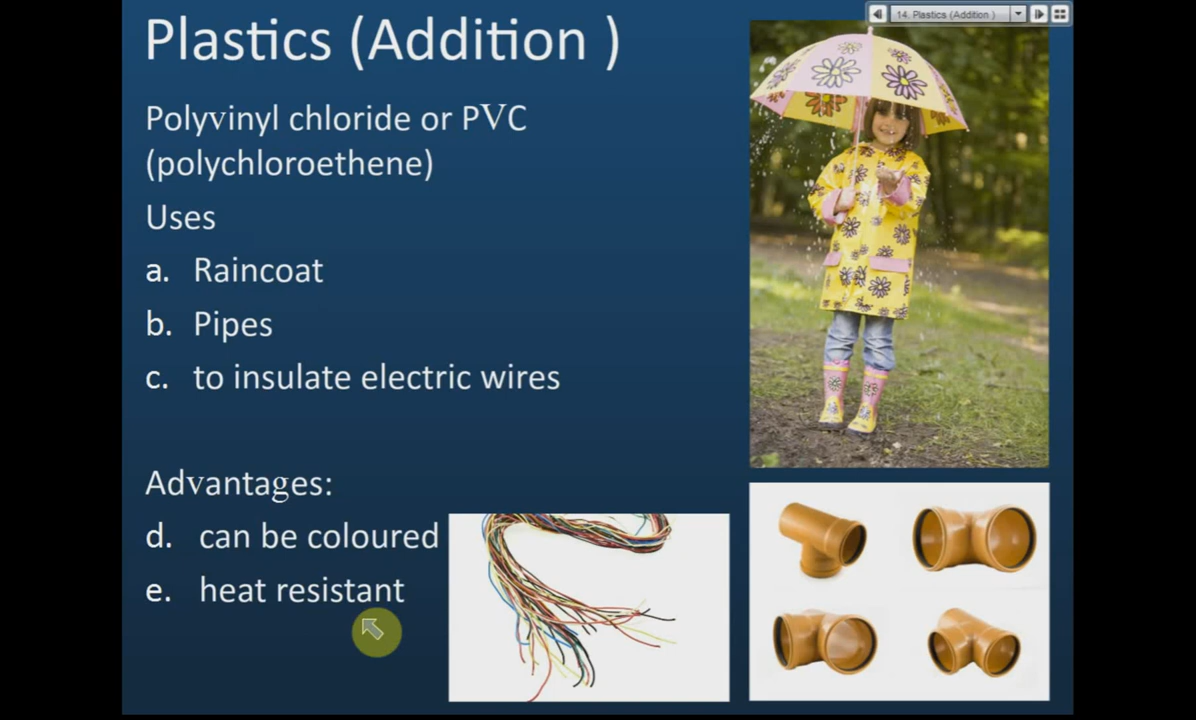 14. Plastics (Addition )
Plastics (Addition )
Polyvinyl chloride or PVC
(polychloroethene)
Uses
a. Raincoat
b. Pipes
c. to insulate electric wires
Advantages:
d. can be coloured
e. heat resistant